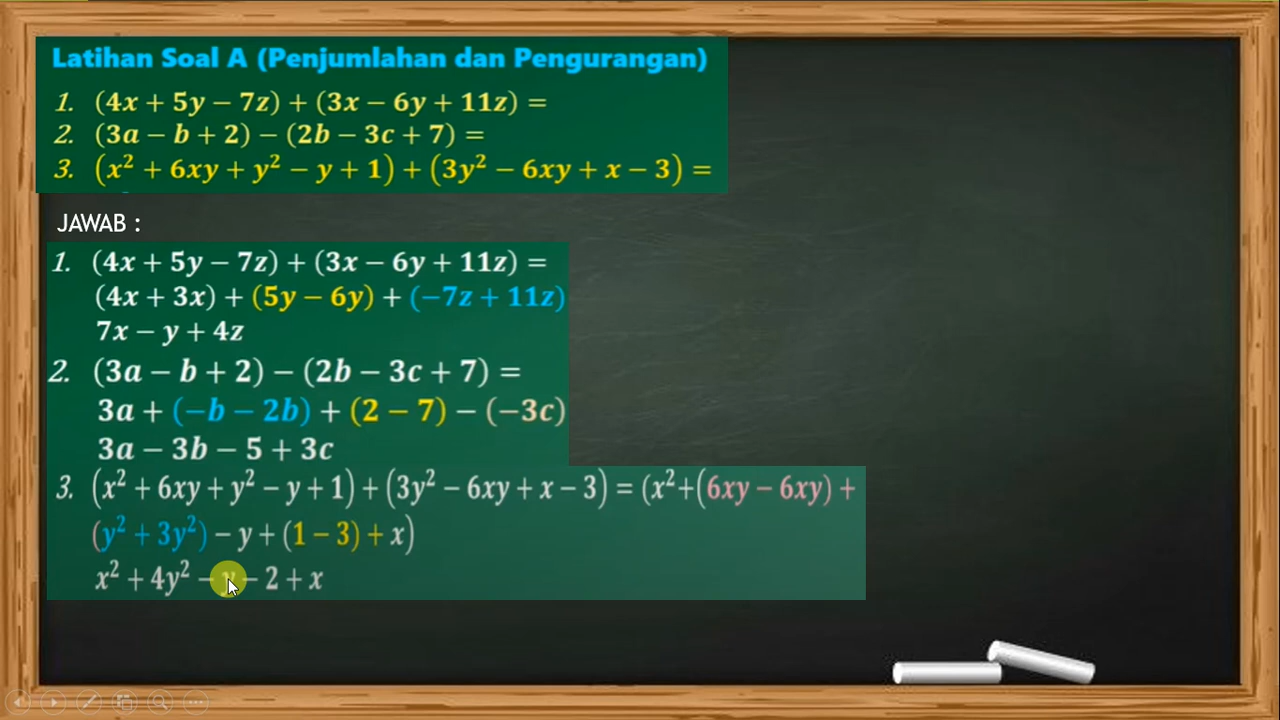 Latihan Soal A (Penjumlahan dan Pengurangan)
1. (4x + 5y − 7z) + (3x − 6y + 11z) =
2. (3a − b + 2) − (2b − 3c + 7) =
3. (x² + 6xy + y² − y + 1) + (3y² − 6xy + x − 3) =
JAWAB :
1. (4x + 5y − 7z) + (3x − 6y + 11z) =
(4x + 3x) + (5y − 6y) + (−7z + 11z)
7x − y + 4z
2. (3a − b + 2) − (2b − 3c + 7) =
3a + (−b − 2b) + (2 − 7) − (−3c)
3a − 3b − 5 + 3c
3. (x² + 6xy + y² − y + 1) + (3y² − 6xy + x − 3) = (x²+(6xy − 6xy) +
(y² + 3y²) − y + (1 − 3) + x)
x² + 4y² − y − 2 + x